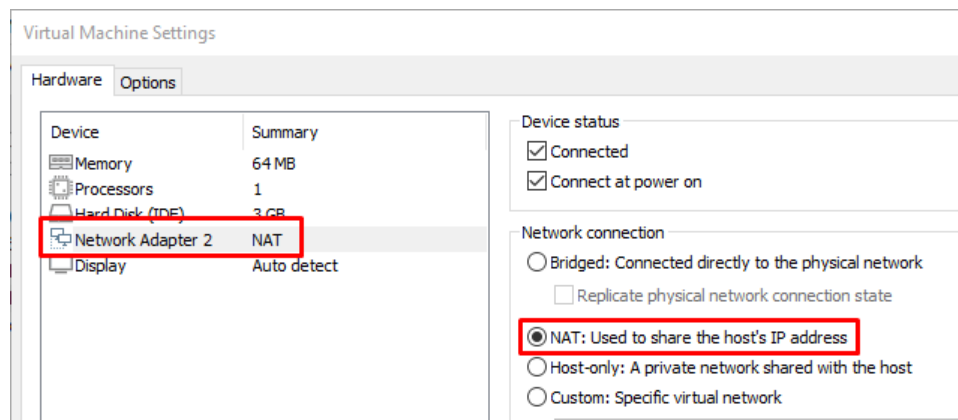 Virtual Machine Settings
Hardware Options
Device Summary
Memory 64 MB
Processors 1
Hard Disk (IDE) 3 GB
Network Adapter 2 NAT
Display Auto detect
Device status
Connected
Connect at power on
Network connection
Bridged: Connected directly to the physical network
Replicate physical network connection state
NAT: Used to share the host's IP address
Host-only: A private network shared with the host
Custom: Specific virtual network